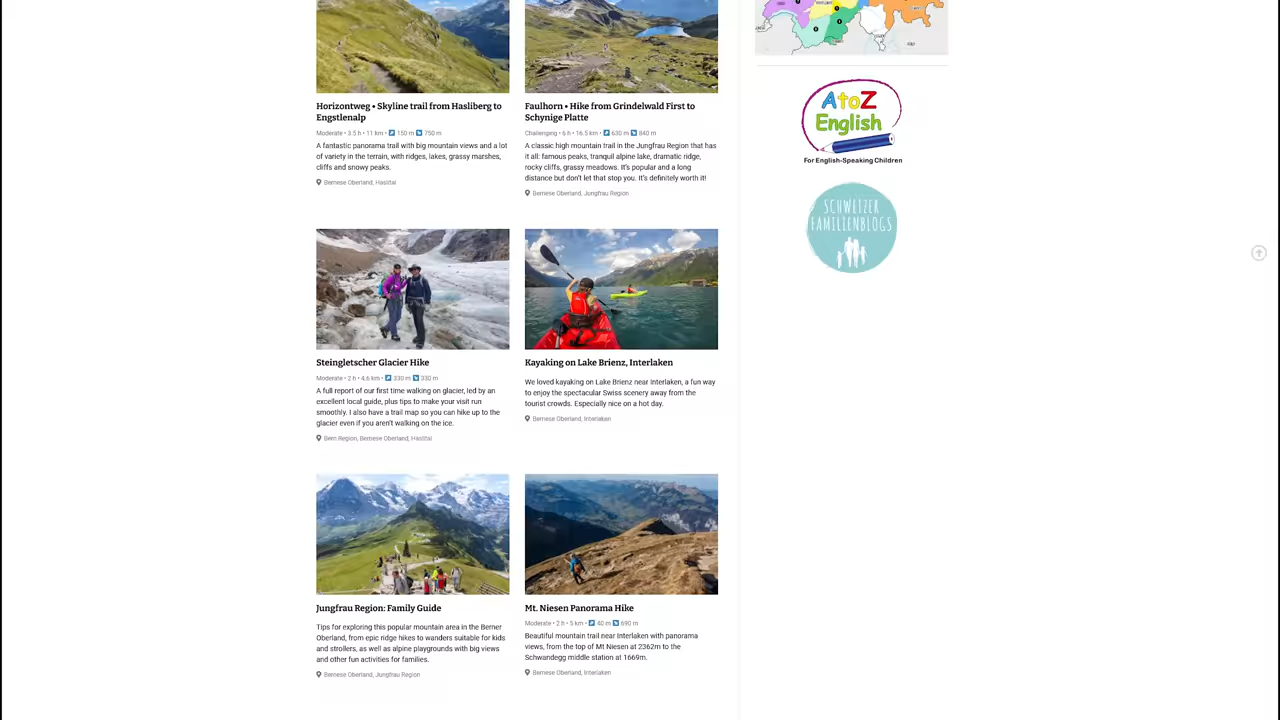 Horizontweg • Skyline trail from Hasliberg to
Engstlenalp
Moderate • 3.5 h • 11 km • 150 m 750 m
A fantastic panorama trail with big mountain views and a lot
of variety in the terrain, with ridges, lakes, grassy marshes,
cliffs and snowy peaks.
Bernese Oberland, Haslital
Faulhorn • Hike from Grindelwald First to
Schynige Platte
Challenging • 6 h • 16.5 km • 630 m 840 m
A classic high mountain trail in the Jungfrau Region that has
it all: famous peaks, tranquil alpine lake, dramatic ridge,
rocky cliffs, grassy meadows. It's popular and a long
distance but don't let that stop you. It's definitely worth it!
Bernese Oberland, Jungfrau Region
Steingletscher Glacier Hike
Moderate • 2 h • 4.6 km • 330 m 330 m
A full report of our first time walking on glacier, led by an
excellent local guide, plus tips to make your visit run
smoothly. I also have a trail map so you can hike up to the
glacier even if you aren't walking on the ice.
Bern Region, Bernese Oberland, Haslital
Kayaking on Lake Brienz, Interlaken
We loved kayaking on Lake Brienz near Interlaken, a fun way
to enjoy the spectacular Swiss scenery away from the
tourist crowds. Especially nice on a hot day.
Bernese Oberland, Interlaken
Jungfrau Region: Family Guide
Tips for exploring this popular mountain area in the Berner
Oberland, from epic ridge hikes to wanders suitable for kids
and strollers, as well as alpine playgrounds with big views
and other fun activities for families.
Bernese Oberland, Jungfrau Region
Mt. Niesen Panorama Hike
Moderate • 2 h • 5 km • 40 m 690 m
Beautiful mountain trail near Interlaken with panorama
views, from the top of Mt Niesen at 2362m to the
Schwandegg middle station at 1669m.
Bernese Oberland, Interlaken
AtoZ
English
For English-Speaking Children
SCHWEIZER
FAMILIENBLOGS